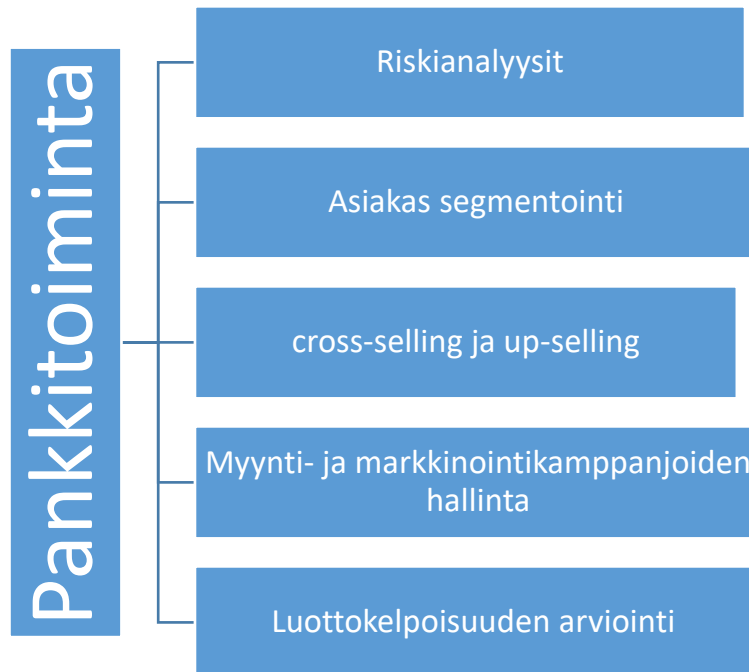 Pankkitoiminta
Riskianalyysit
Asiakas segmentointi
cross-selling ja up-selling
Myynti- ja markkinointikamppanjoiden
hallinta
Luottokelpoisuuden arviointi